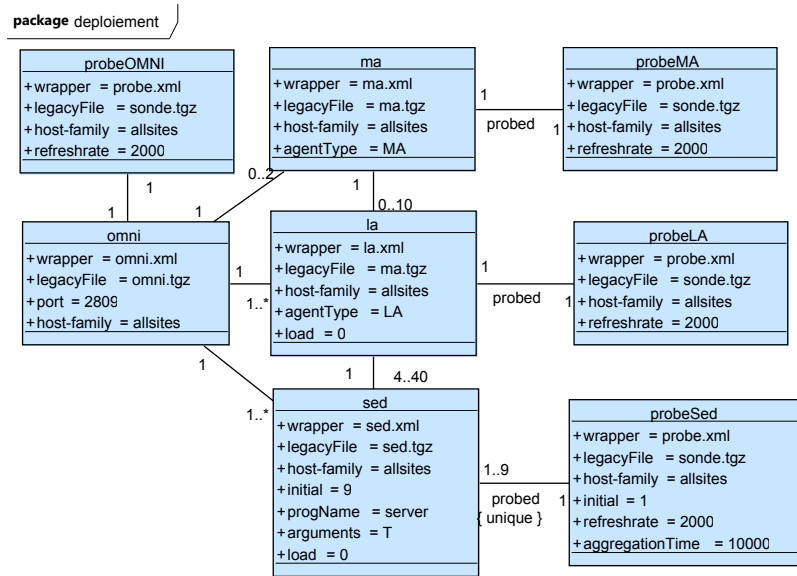 package deploiement
probeOMNI
+wrapper = probe.xml
+legacyFile = sonde.tgz
+host-family = allsites
+refreshrate = 2000
ma
+wrapper = ma.xml
+legacyFile = ma.tgz
+host-family = allsites
+agentType = MA
probeMA
+wrapper = probe.xml
+legacyFile = sonde.tgz
+host-family = allsites
+refreshrate = 2000
1
probed
1
1
1
0..2
1
1
0..10
omni
+wrapper = omni.xml
+legacyFile = omni.tgz
+port = 2809
+host-family = allsites
la
+wrapper = la.xml
+legacyFile = ma.tgz
+host-family = allsites
+agentType = LA
+load = 0
probeLA
+wrapper = probe.xml
+legacyFile = sonde.tgz
+host-family = allsites
+refreshrate = 2000
1
1..*
1
probed
1
1
1..*
1
4..40
sed
+wrapper = sed.xml
+legacyFile = sed.tgz
+host-family = allsites
+initial = 9
+progName = server
+arguments = T
+load = 0
probeSed
+wrapper = probe.xml
+legacyFile = sonde.tgz
+host-family = allsites
+initial = 1
+refreshrate = 2000
+aggregationTime = 10000
1..9
probed
1
{ unique }